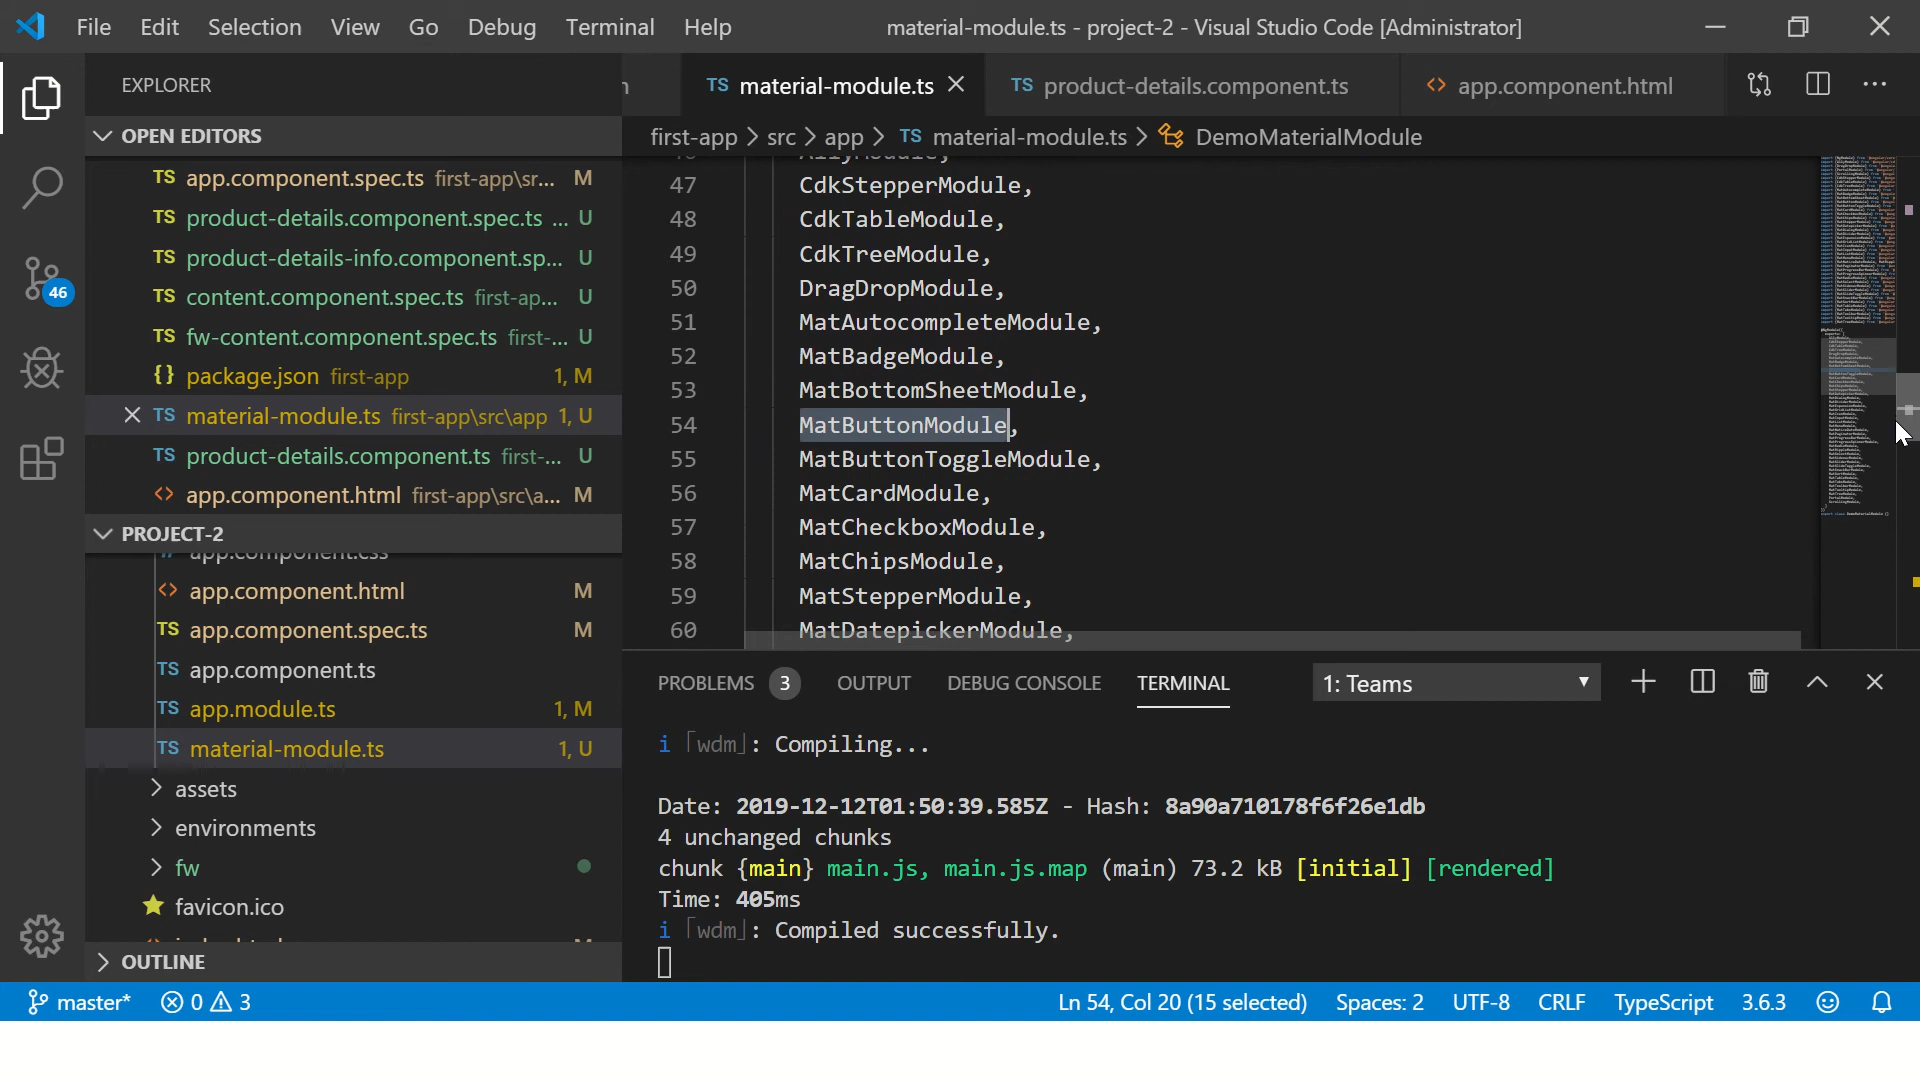 File Edit Selection View Go Debug Terminal Help material-module.ts - project-2 - Visual Studio Code [Administrator]
EXPLORER
TS material-module.ts
TS product-details.component.ts
<> app.component.html
OPEN EDITORS
first-app > src > app > TS material-module.ts > DemoMaterialModule
TS app.component.spec.ts first-app\sr... M
TS product-details.component.spec.ts ... U
TS product-details-info.component.sp... U
TS content.component.spec.ts first-ap... U
TS fw-content.component.spec.ts first-... U
{} package.json first-app 1, M
TS material-module.ts first-app\src\app 1, U
TS product-details.component.ts first-... U
<> app.component.html first-app\src\a... M
PROJECT-2
app.component.css
<> app.component.html M
TS app.component.spec.ts M
TS app.component.ts
TS app.module.ts 1, M
TS material-module.ts 1, U
assets
environments
fw
favicon.ico
OUTLINE
46
47 CdkStepperModule,
48 CdkTableModule,
49 CdkTreeModule,
50 DragDropModule,
51 MatAutocompleteModule,
52 MatBadgeModule,
53 MatBottomSheetModule,
54 MatButtonModule,
55 MatButtonToggleModule,
56 MatCardModule,
57 MatCheckboxModule,
58 MatChipsModule,
59 MatStepperModule,
60 MatDatepickerModule,
PROBLEMS 3 OUTPUT DEBUG CONSOLE TERMINAL 1: Teams
i ｢wdm｣: Compiling...
Date: 2019-12-12T01:50:39.585Z - Hash: 8a90a710178f6f26e1db
4 unchanged chunks
chunk {main} main.js, main.js.map (main) 73.2 kB [initial] [rendered]
Time: 405ms
i ｢wdm｣: Compiled successfully.
master* 0 3 Ln 54, Col 20 (15 selected) Spaces: 2 UTF-8 CRLF TypeScript 3.6.3